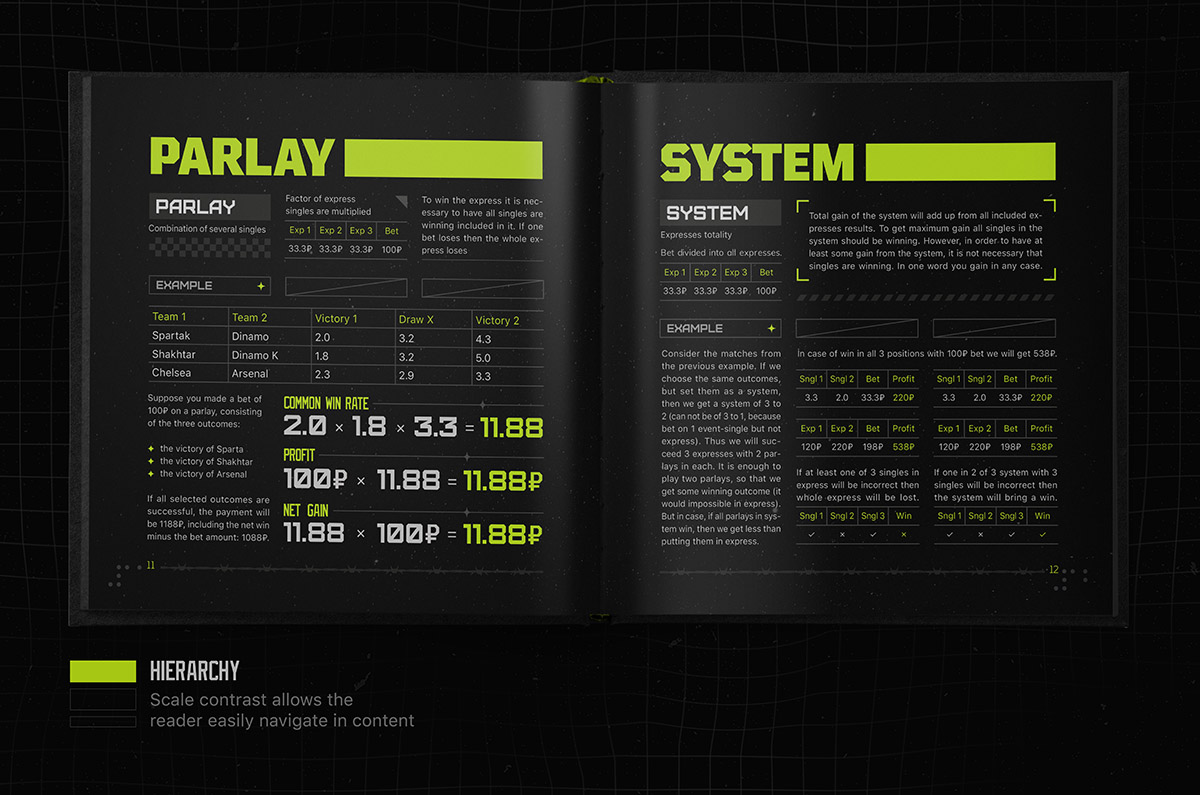 PARLAY
PARLAY
Combination of several singles
Factor of express
singles are multiplied
Exp 1 Exp 2 Exp 3 Bet
33.3₽ 33.3₽ 33.3₽ 100₽
To win the express it is nec-
essary to have all singles are
winning included in it. If one
bet loses then the whole ex-
press loses
EXAMPLE
Team 1 Team 2 Victory 1 Draw X Victory 2
Spartak Dinamo 2.0 3.2 4.3
Shakhtar Dinamo K 1.8 3.2 5.0
Chelsea Arsenal 2.3 2.9 3.3
Suppose you made a bet of
100₽ on a parlay, consisting
of the three outcomes:
the victory of Sparta
the victory of Shakhtar
the victory of Arsenal
If all selected outcomes are
successful, the payment will
be 1188₽, including the net win
minus the bet amount: 1088₽.
COMMON WIN RATE
2.0 × 1.8 × 3.3 = 11.88
PROFIT
100₽ × 11.88 = 11.88₽
NET GAIN
11.88 × 100₽ = 11.88₽
11
SYSTEM
SYSTEM
Expresses totality
Bet divided into all expresses.
Exp 1 Exp 2 Exp 3 Bet
33.3₽ 33.3₽ 33.3₽ 100₽
Total gain of the system will add up from all included ex-
presses results. To get maximum gain all singles in the
system should be winning. However, in order to have at
least some gain from the system, it is not necessary that
singles are winning. In one word you gain in any case.
EXAMPLE
Consider the matches from
the previous example. If we
choose the same outcomes,
but set them as a system,
then we get a system of 3 to
2 (can not be of 3 to 1, because
bet on 1 event-single but not
express). Thus we will suc-
ceed 3 expresses with 2 par-
lays in each. It is enough to
play two parlays, so that we
get some winning outcome (it
would impossible in express).
But in case, if all parlays in sys-
tem win, then we get less than
putting them in express.
In case of win in all 3 positions with 100₽ bet we will get 538₽.
Sngl 1 Sngl 2 Bet Profit
3.3 2.0 33.3₽ 220₽
Exp 1 Exp 2 Bet Profit
120₽ 220₽ 198₽ 538₽
If at least one of 3 singles in
express will be incorrect then
whole express will be lost.
Sngl 1 Sngl 2 Sngl 3 Win
✓ × ✓ ×
Sngl 1 Sngl 2 Bet Profit
3.3 2.0 33.3₽ 220₽
Exp 1 Exp 2 Bet Profit
120₽ 220₽ 198₽ 538₽
If one in 2 of 3 system with 3
singles will be incorrect then
the system will bring a win.
Sngl 1 Sngl 2 Sngl 3 Win
✓ × ✓ ✓
12
HIERARCHY
Scale contrast allows the
reader easily navigate in content